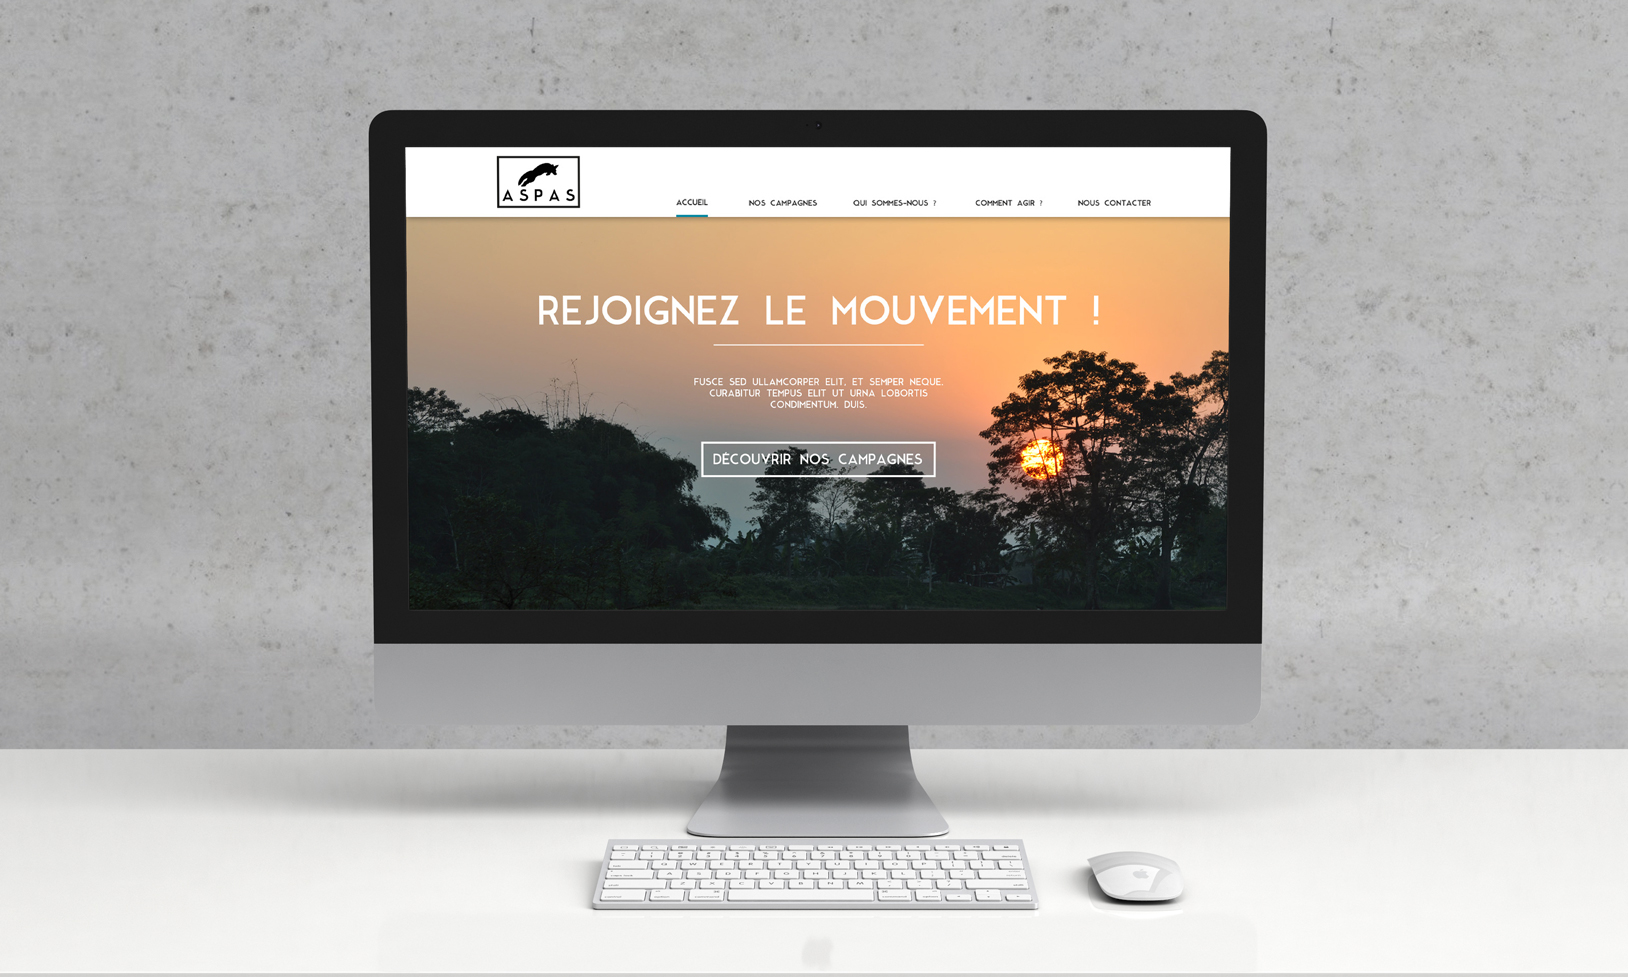 ASPAS
ACCUEIL
NOS CAMPAGNES
QUI SOMMES-NOUS ?
COMMENT AGIR ?
NOUS CONTACTER
REJOIGNEZ LE MOUVEMENT !
FUSCE SED ULLAMCORPER ELIT, ET SEMPER NEQUE.
CURABITUR TEMPUS ELIT UT URNA LOBORTIS
CONDIMENTUM. DUIS.
DÉCOUVRIR NOS CAMPAGNES